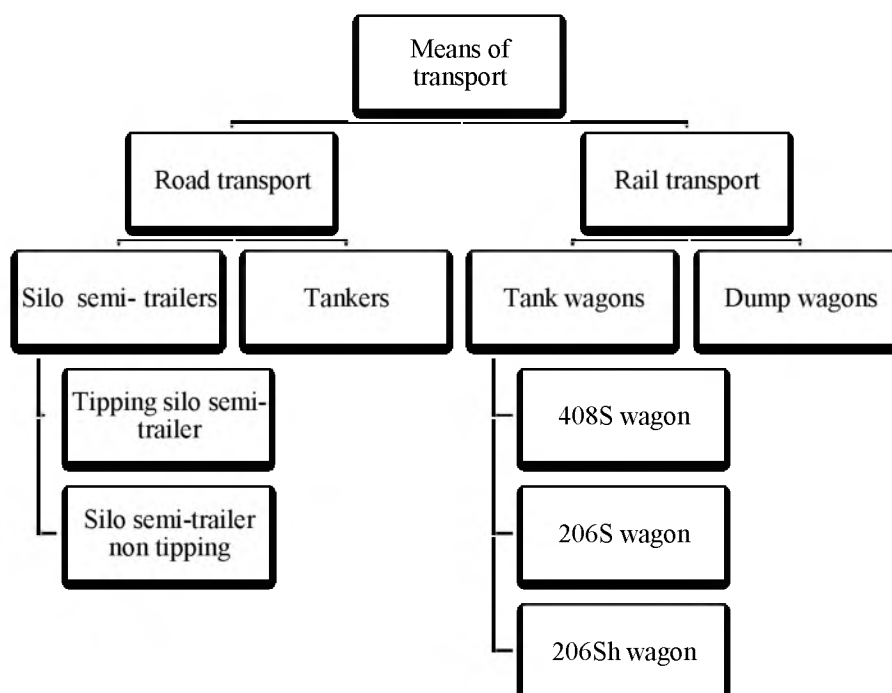 Means of
transport
Road transport
Rail transport
Silo semi- trailers
Tankers
Tank wagons
Dump wagons
Tipping silo semi-
trailer
Silo semi-trailer
non tipping
408S wagon
206S wagon
206Sh wagon